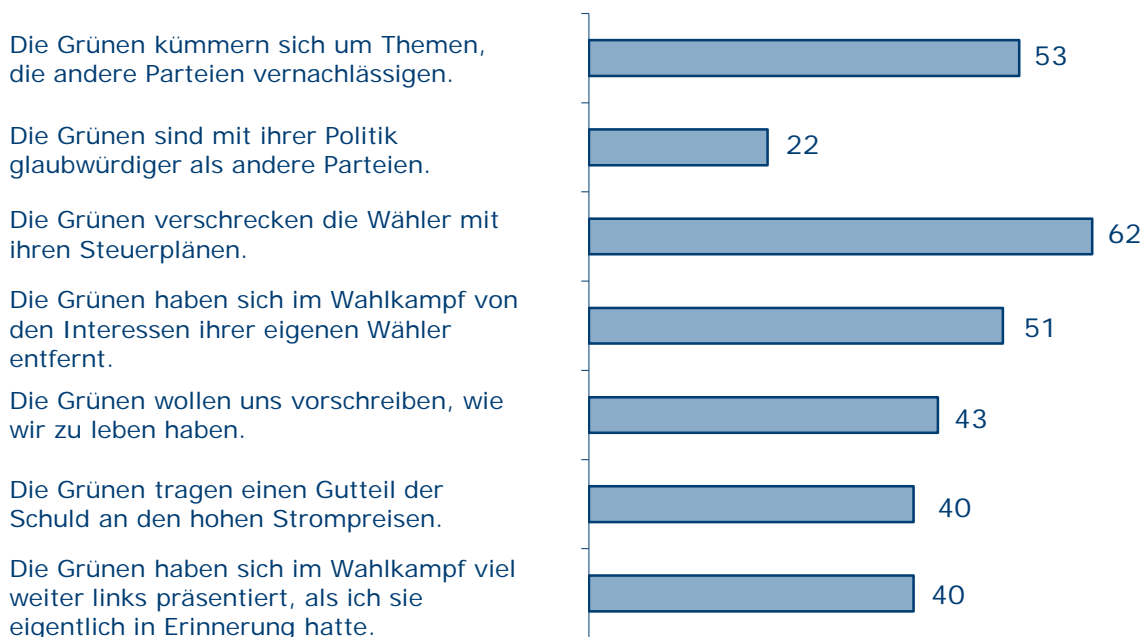 Die Grünen kümmern sich um Themen,
die andere Parteien vernachlässigen.
53
Die Grünen sind mit ihrer Politik
glaubwürdiger als andere Parteien.
22
Die Grünen verschrecken die Wähler mit
ihren Steuerplänen.
62
Die Grünen haben sich im Wahlkampf von
den Interessen ihrer eigenen Wähler
entfernt.
51
Die Grünen wollen uns vorschreiben, wie
wir zu leben haben.
43
Die Grünen tragen einen Gutteil der
Schuld an den hohen Strompreisen.
40
Die Grünen haben sich im Wahlkampf viel
weiter links präsentiert, als ich sie
eigentlich in Erinnerung hatte.
40